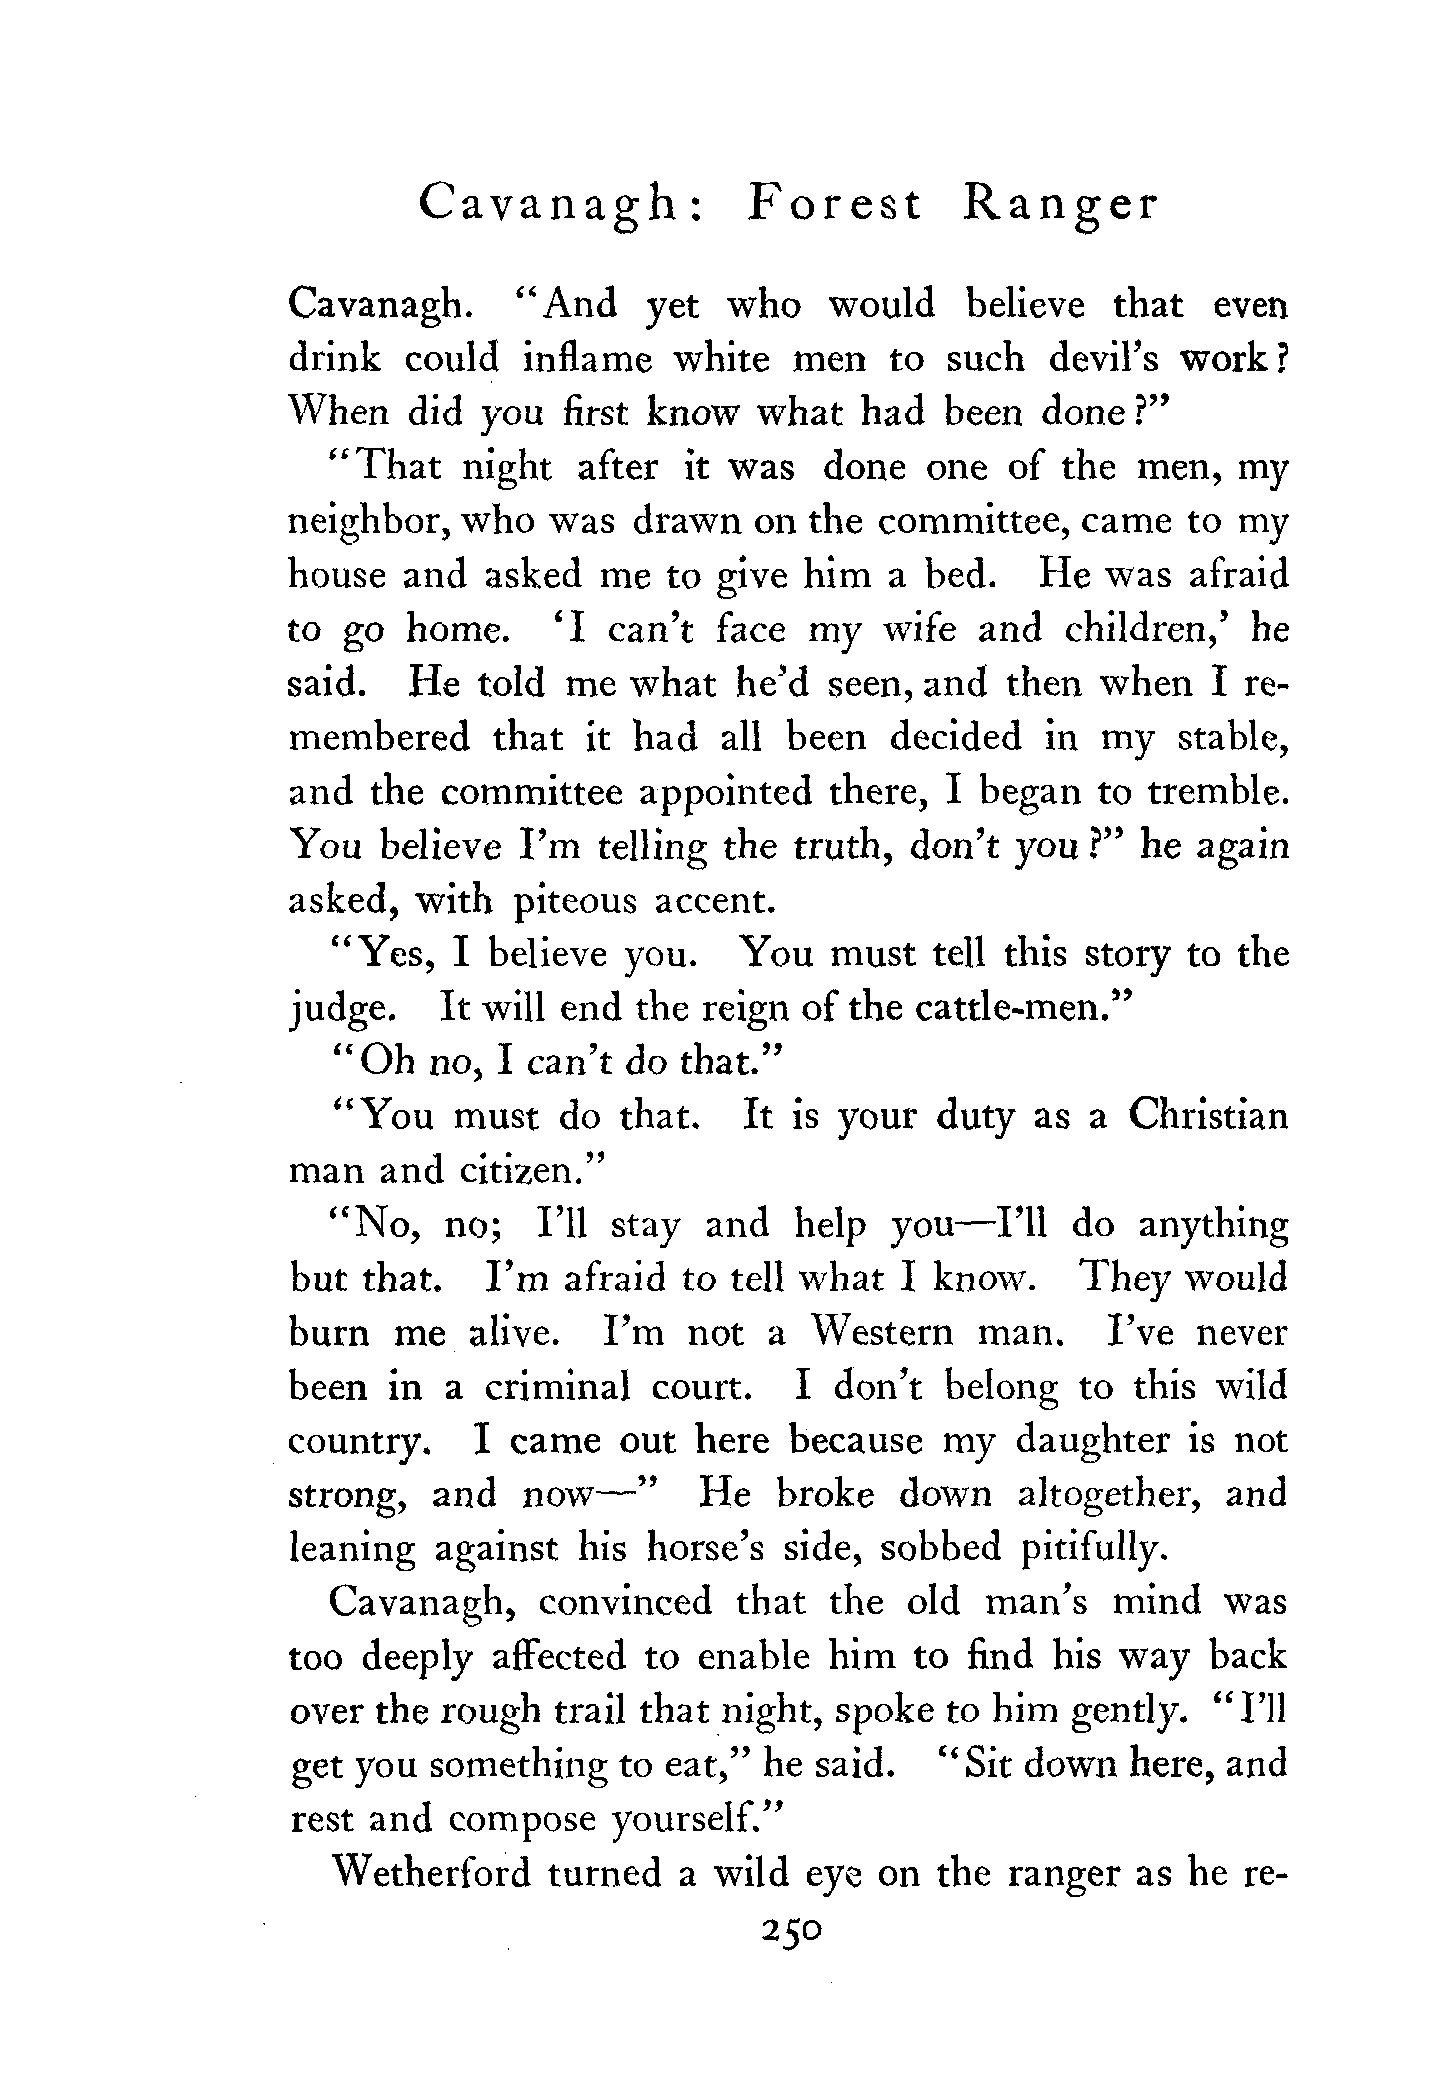 Cavanagh: Forest Ranger
Cavanagh. "And yet who would believe that even
drink could inflame white men to such devil's work?
When did you first know what had been done?"
"That night after it was done one of the men, my
neighbor, who was drawn on the committee, came to my
house and asked me to give him a bed. He was afraid
to go home. 'I can't face my wife and children,' he
said. He told me what he'd seen, and then when I re-
membered that it had all been decided in my stable,
and the committee appointed there, I began to tremble.
You believe I'm telling the truth, don't you?" he again
asked, with piteous accent.
"Yes, I believe you. You must tell this story to the
judge. It will end the reign of the cattle-men."
"Oh no, I can't do that."
"You must do that. It is your duty as a Christian
man and citizen."
"No, no; I'll stay and help you—I'll do anything
but that. I'm afraid to tell what I know. They would
burn me alive. I'm not a Western man. I've never
been in a criminal court. I don't belong to this wild
country. I came out here because my daughter is not
strong, and now—" He broke down altogether, and
leaning against his horse's side, sobbed pitifully.
Cavanagh, convinced that the old man's mind was
too deeply affected to enable him to find his way back
over the rough trail that night, spoke to him gently. "I'll
get you something to eat," he said. "Sit down here, and
rest and compose yourself."
Wetherford turned a wild eye on the ranger as he re-
250